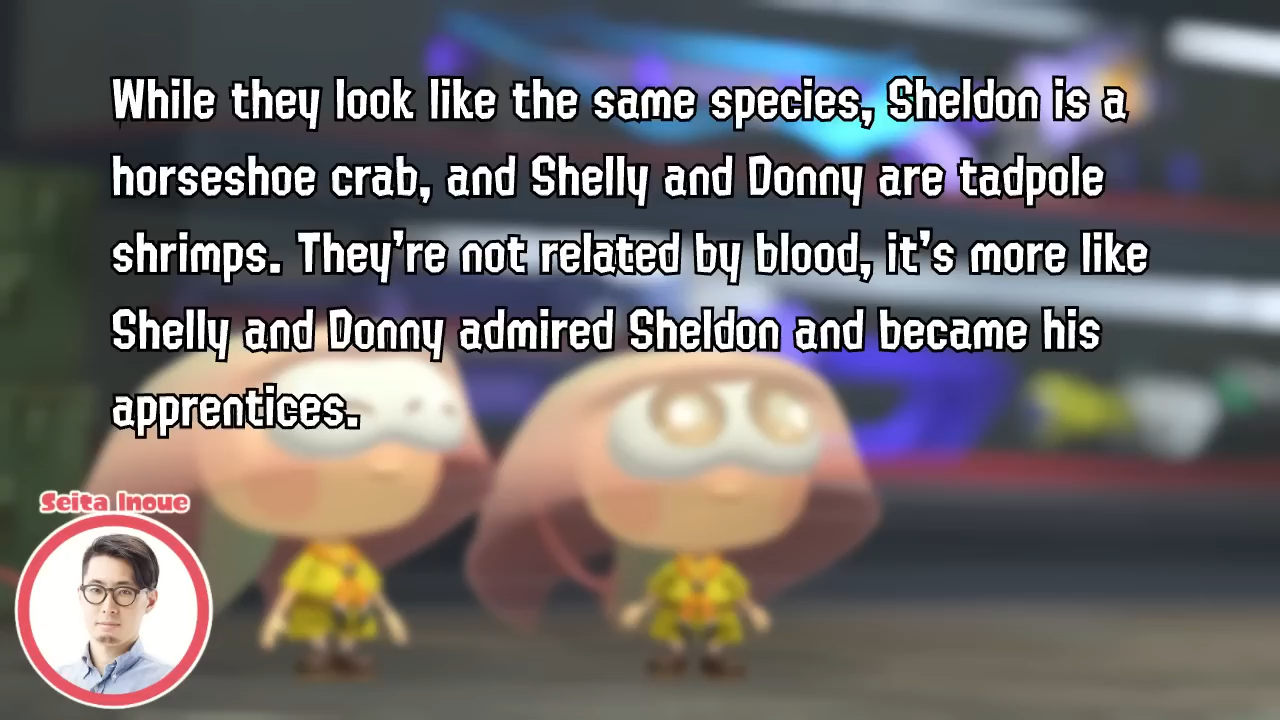 While they look like the same species, Sheldon is a
horseshoe crab, and Shelly and Donny are tadpole
shrimps. They're not related by blood, it's more like
Shelly and Donny admired Sheldon and became his
apprentices.
Seita Inoue